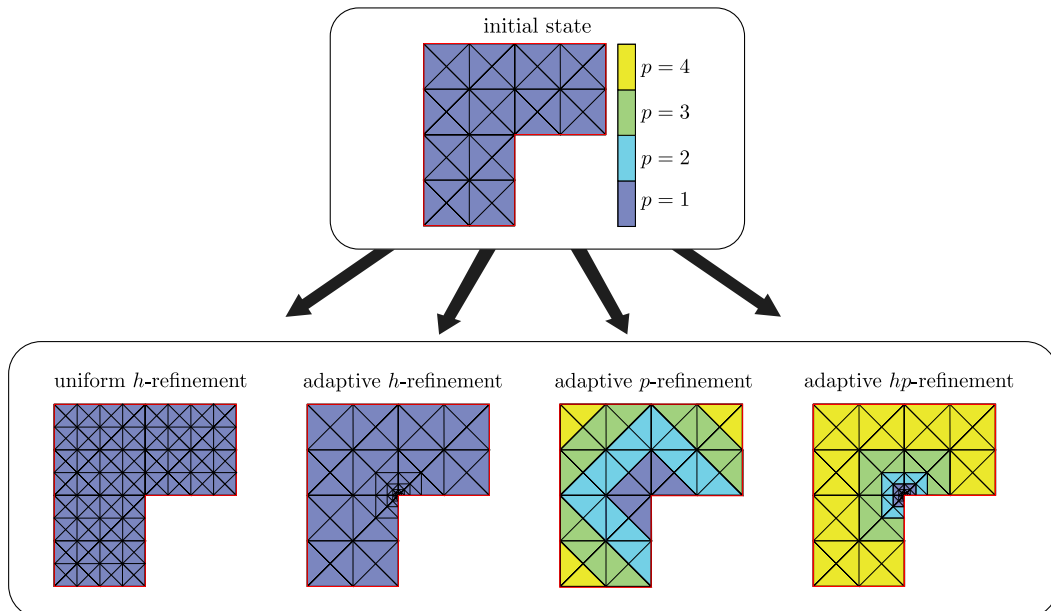 initial state
p = 4
p = 3
p = 2
p = 1
uniform h-refinement
adaptive h-refinement
adaptive p-refinement
adaptive hp-refinement